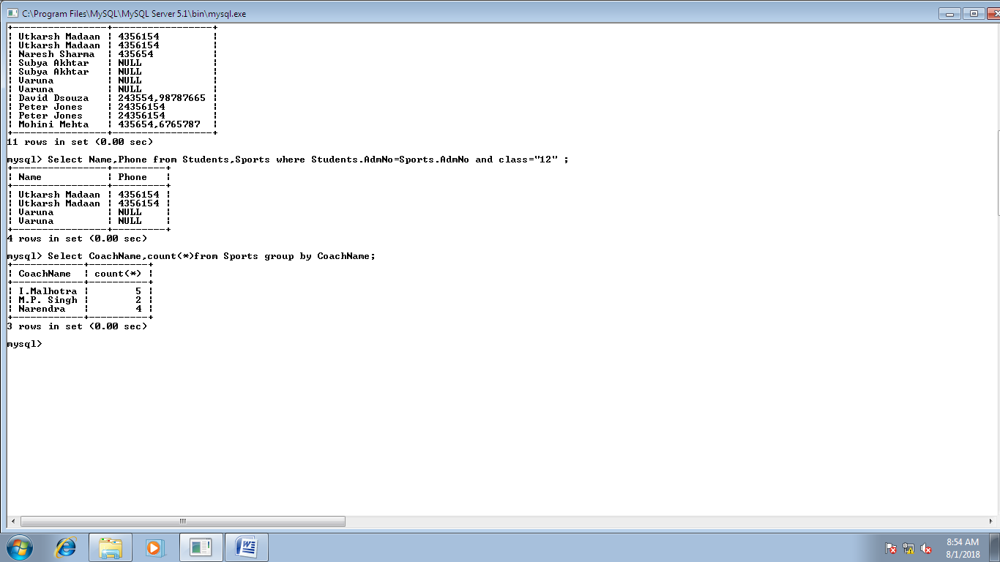 C:\Program Files\MySQL\MySQL Server 5.1\bin\mysql.exe
+-----------------+-----------------+
| Utkarsh Madaan | 4356154 |
| Utkarsh Madaan | 4356154 |
| Naresh Sharma | 435654 |
| Subya Akhtar | NULL |
| Subya Akhtar | NULL |
| Varuna | NULL |
| Varuna | NULL |
| David Dsouza | 243554,98787665 |
| Peter Jones | 24356154 |
| Peter Jones | 24356154 |
| Mohini Mehta | 435654,6765787 |
+-----------------+-----------------+
11 rows in set (0.00 sec)
mysql> Select Name,Phone from Students,Sports where Students.AdmNo=Sports.AdmNo and class="12" ;
+----------------+---------+
| Name | Phone |
+----------------+---------+
| Utkarsh Madaan | 4356154 |
| Utkarsh Madaan | 4356154 |
| Varuna | NULL |
| Varuna | NULL |
+----------------+---------+
4 rows in set (0.00 sec)
mysql> Select CoachName,count(*)from Sports group by CoachName;
+------------+----------+
| CoachName | count(*) |
+------------+----------+
| I.Malhotra | 5 |
| M.P. Singh | 2 |
| Narendra | 4 |
+------------+----------+
3 rows in set (0.00 sec)
mysql>
8:54 AM
8/1/2018